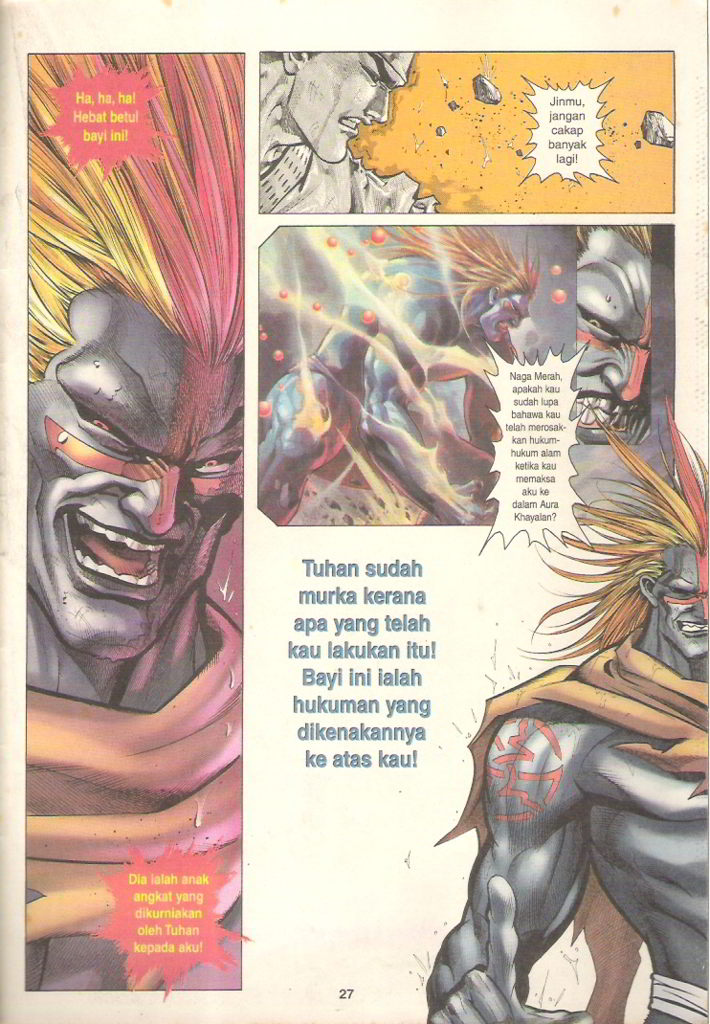 Ha, ha, ha!
Hebat betul
bayi ini!
Dia ialah anak
angkat yang
dikurniakan
oleh Tuhan
kepada aku!
Jinmu,
jangan
cakap
banyak
lagi!
Naga Merah,
apakah kau
sudah lupa
bahawa kau
telah merosak-
kan hukum-
hukum alam
ketika kau
memaksa
aku ke
dalam Aura
Khayalan?
Tuhan sudah
murka kerana
apa yang telah
kau lakukan itu!
Bayi ini ialah
hukuman yang
dikenakannya
ke atas kau!
27